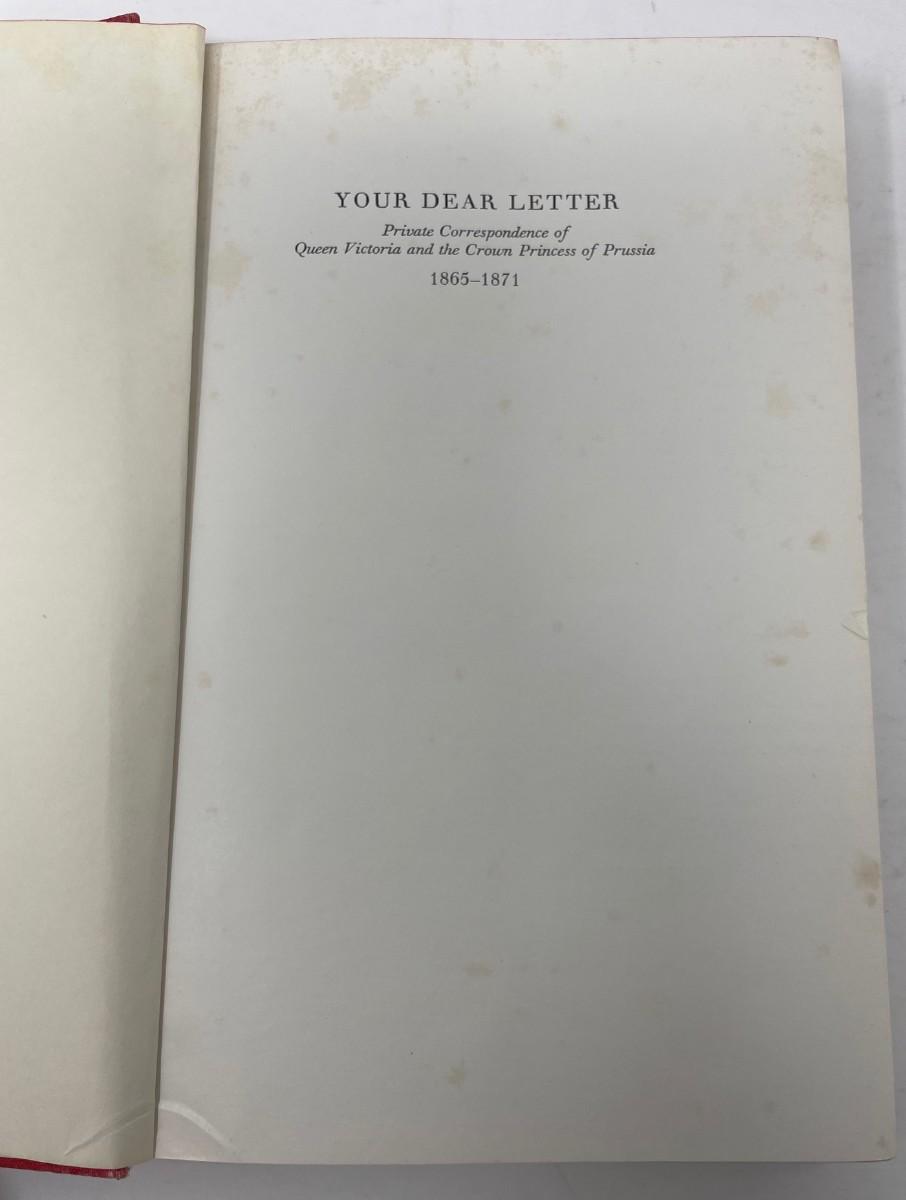 YOUR DEAR LETTER
Private Correspondence of
Queen Victoria and the Crown Princess of Prussia
1865–1871